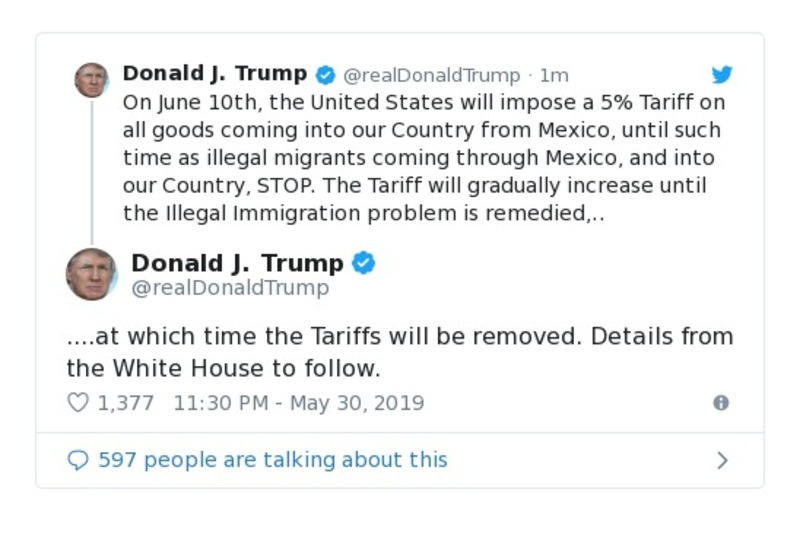 Donald J. Trump @realDonaldTrump · 1m
On June 10th, the United States will impose a 5% Tariff on
all goods coming into our Country from Mexico, until such
time as illegal migrants coming through Mexico, and into
our Country, STOP. The Tariff will gradually increase until
the Illegal Immigration problem is remedied,..
Donald J. Trump
@realDonaldTrump
....at which time the Tariffs will be removed. Details from
the White House to follow.
1,377 11:30 PM - May 30, 2019
597 people are talking about this